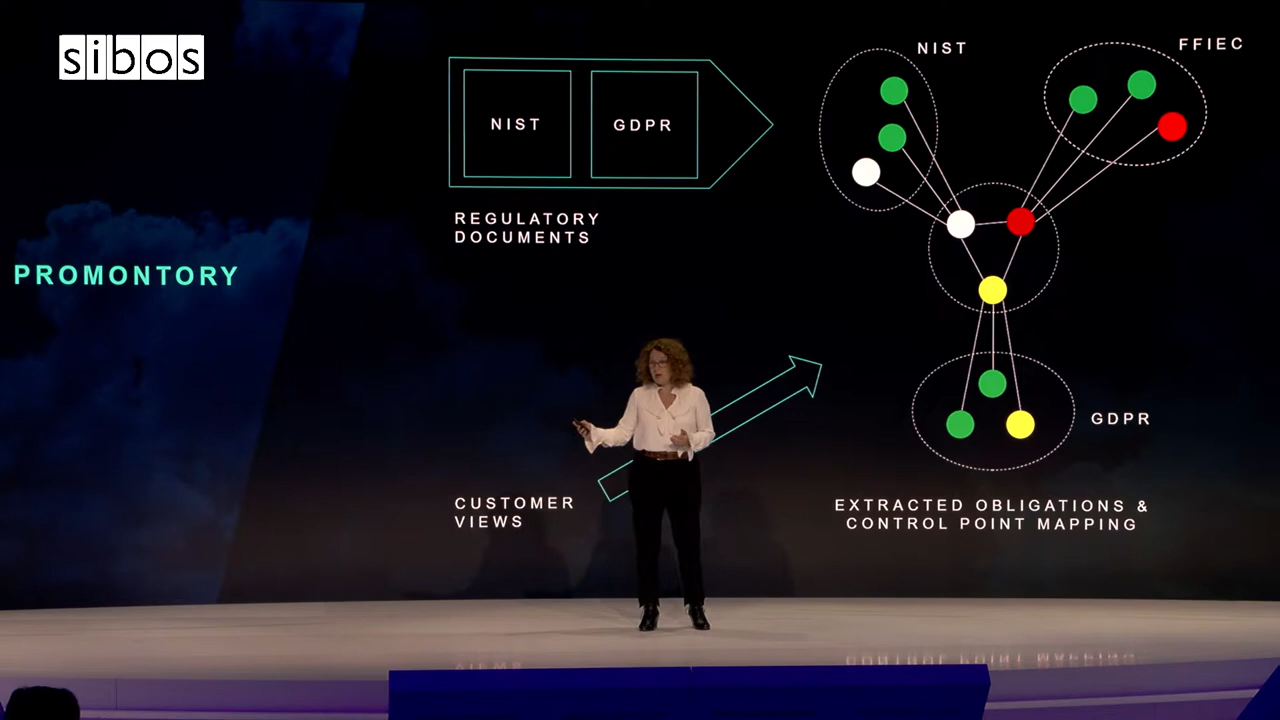 sibos
NIST
FFIEC
NIST
GDPR
REGULATORY
DOCUMENTS
PROMONTORY
GDPR
CUSTOMER
VIEWS
EXTRACTED OBLIGATIONS &
CONTROL POINT MAPPING